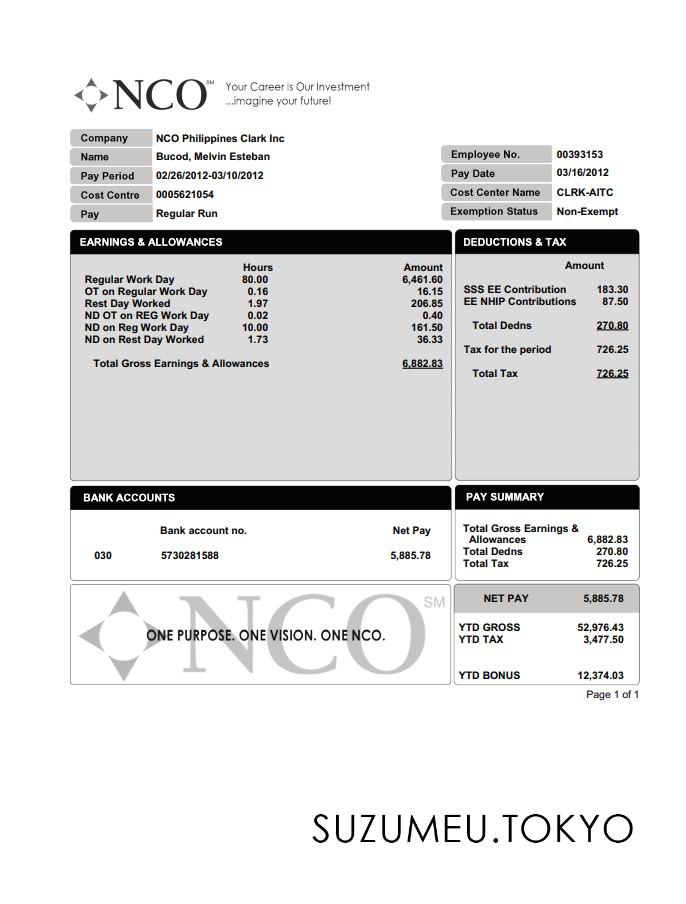 NCO SM Your Career Is Our Investment
...imagine your future!
Company NCO Philippines Clark Inc
Name Bucod, Melvin Esteban
Employee No. 00393153
Pay Period 02/26/2012-03/10/2012
Pay Date 03/16/2012
Cost Centre 0005621054
Cost Center Name CLRK-AITC
Pay Regular Run
Exemption Status Non-Exempt
EARNINGS & ALLOWANCES
Hours Amount
Regular Work Day 80.00 6,461.60
OT on Regular Work Day 0.16 16.15
Rest Day Worked 1.97 206.85
ND OT on REG Work Day 0.02 0.40
ND on Reg Work Day 10.00 161.50
ND on Rest Day Worked 1.73 36.33
Total Gross Earnings & Allowances 6,882.83
DEDUCTIONS & TAX
Amount
SSS EE Contribution 183.30
EE NHIP Contributions 87.50
Total Dedns 270.80
Tax for the period 726.25
Total Tax 726.25
BANK ACCOUNTS
Bank account no. Net Pay
030 5730281588 5,885.78
PAY SUMMARY
Total Gross Earnings &
Allowances 6,882.83
Total Dedns 270.80
Total Tax 726.25
NCO SM
ONE PURPOSE. ONE VISION. ONE NCO.
NET PAY 5,885.78
YTD GROSS 52,976.43
YTD TAX 3,477.50
YTD BONUS 12,374.03
Page 1 of 1
SUZUMEU.TOKYO